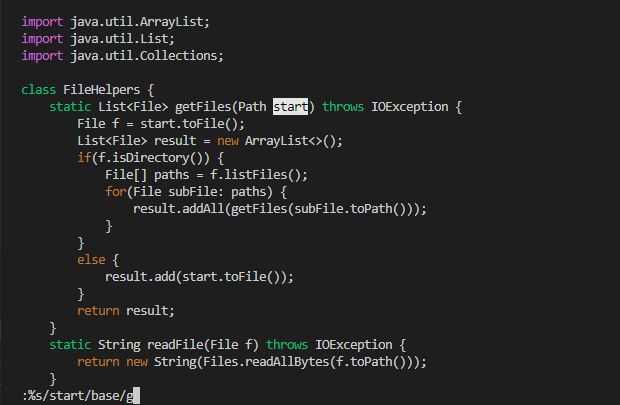 import java.util.ArrayList;
import java.util.List;
import java.util.Collections;

class FileHelpers {
    static List<File> getFiles(Path start) throws IOException {
        File f = start.toFile();
        List<File> result = new ArrayList<>();
        if(f.isDirectory()) {
            File[] paths = f.listFiles();
            for(File subFile: paths) {
                result.addAll(getFiles(subFile.toPath()));
            }
        }
        else {
            result.add(start.toFile());
        }
        return result;
    }
    static String readFile(File f) throws IOException {
        return new String(Files.readAllBytes(f.toPath()));
    }
:%s/start/base/g